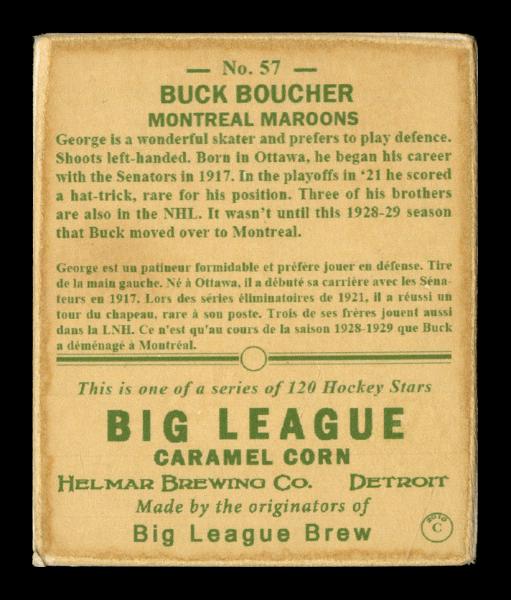 — No. 57 —
BUCK BOUCHER
MONTREAL MAROONS
George is a wonderful skater and prefers to play defence.
Shoots left-handed. Born in Ottawa, he began his career
with the Senators in 1917. In the playoffs in ‘21 he scored
a hat-trick, rare for his position. Three of his brothers
are also in the NHL. It wasn't until this 1928-29 season
that Buck moved over to Montreal.
George est un patineur formidable et préfère jouer en défense. Tire
de la main gauche. Né à Ottawa, il a débuté sa carrière avec les Séna-
teurs en 1917. Lors des séries éliminatoires de 1921, il a réussi un
tour du chapeau, rare à son poste. Trois de ses frères jouent aussi
dans la LNH. Ce n'est qu'au cours de la saison 1928-1929 que Buck
a déménagé à Montréal.
This is one of a series of 120 Hockey Stars
BIG LEAGUE
CARAMEL CORN
HELMAR BREWING CO. DETROIT
Made by the originators of
Big League Brew
2010
C